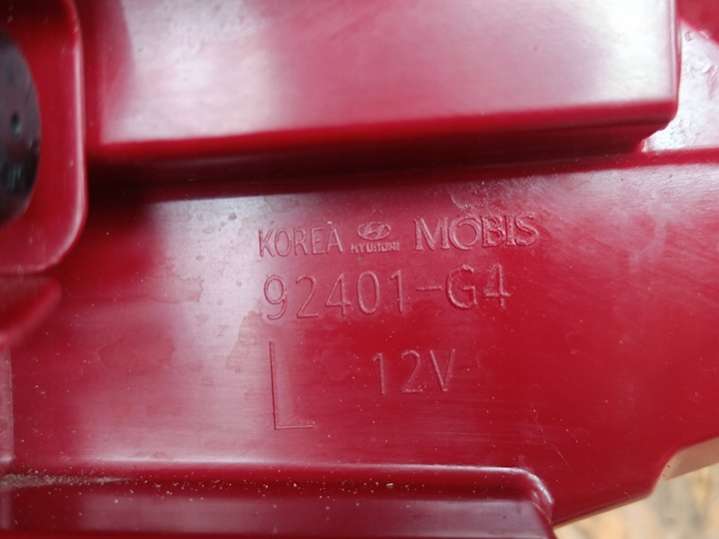 KOREA HYUNDAI MOBIS
92401-G4
L 12V